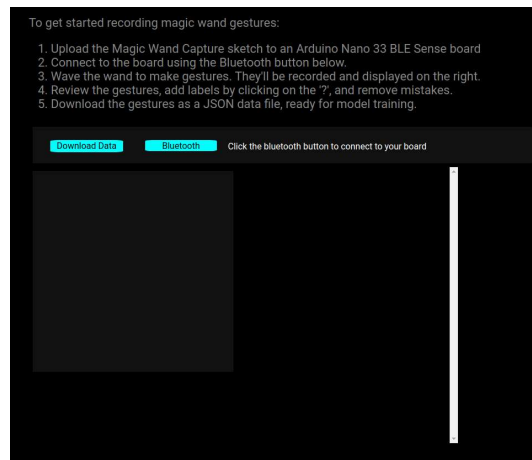 To get started recording magic wand gestures:
1. Upload the Magic Wand Capture sketch to an Arduino Nano 33 BLE Sense board
2. Connect to the board using the Bluetooth button below.
3. Wave the wand to make gestures. They'll be recorded and displayed on the right.
4. Review the gestures, add labels by clicking on the '?', and remove mistakes.
5. Download the gestures as a JSON data file, ready for model training.
Download Data Bluetooth Click the bluetooth button to connect to your board